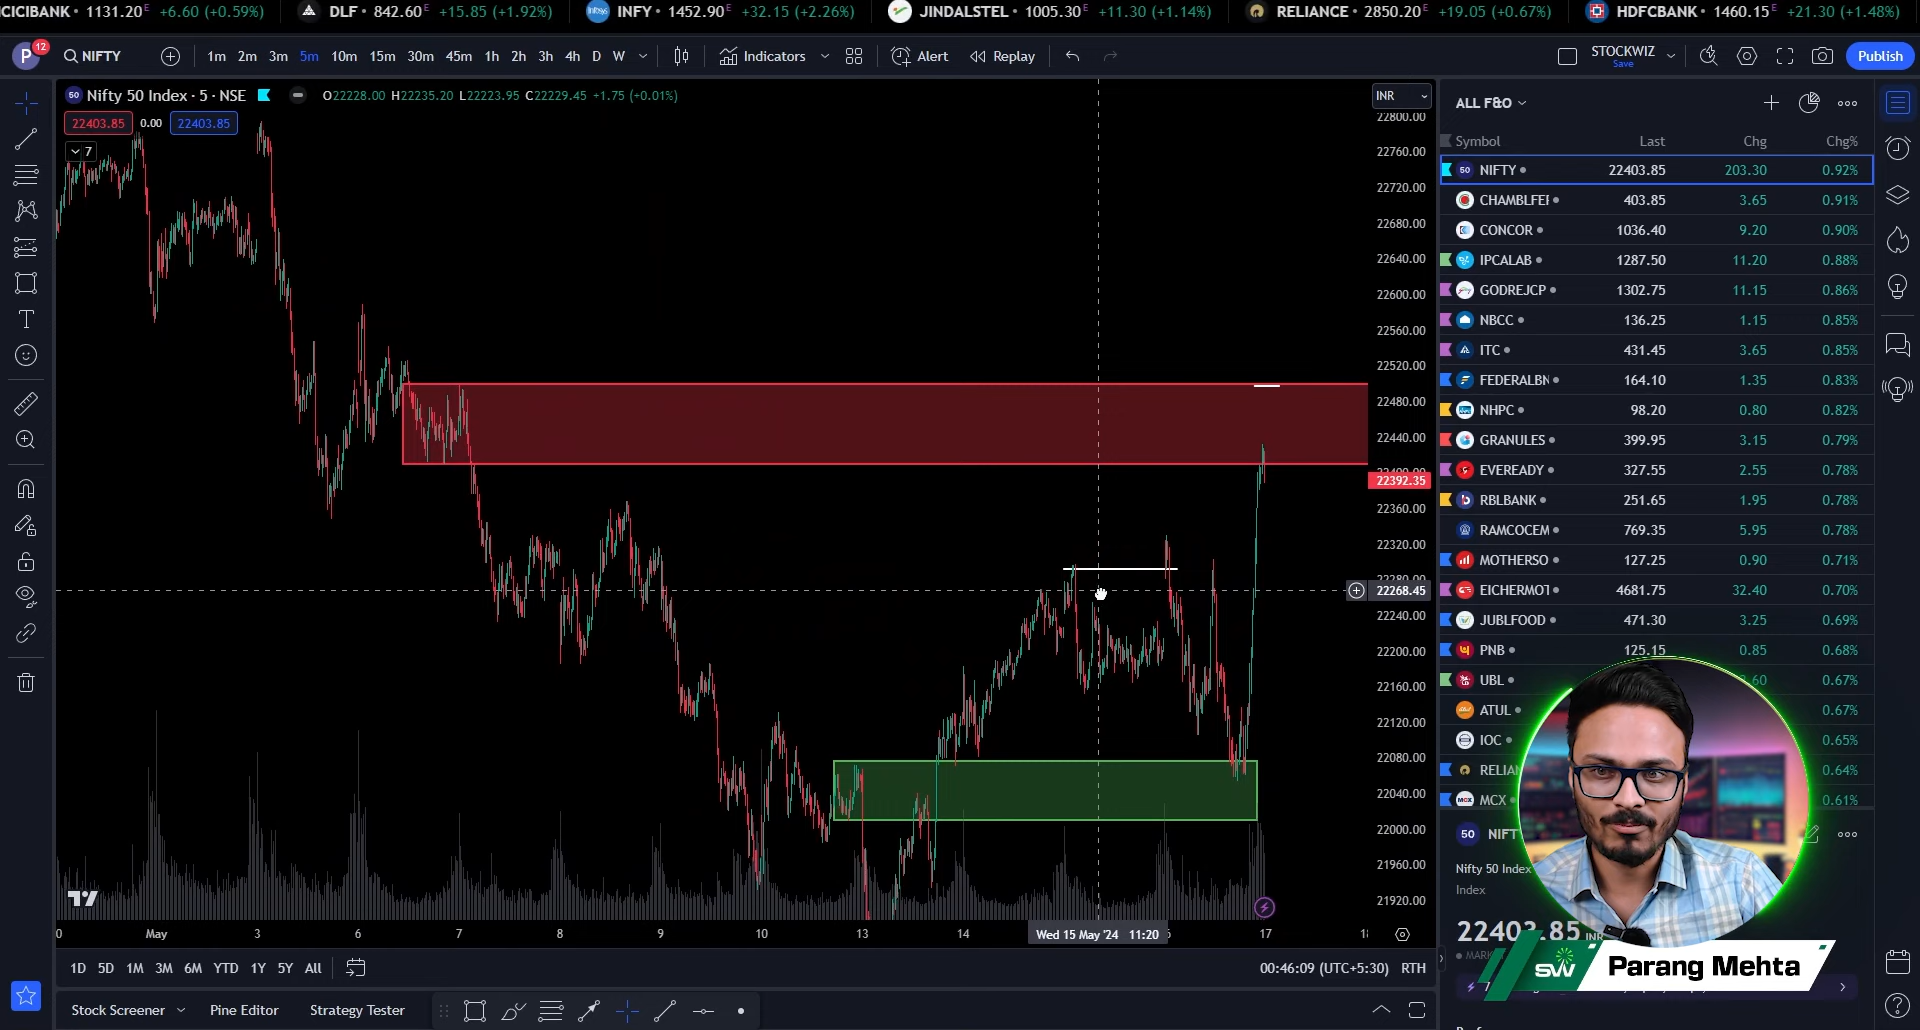 ICICIBANK • 1131.20 E +6.60 (+0.59%) DLF • 842.60 E +15.85 (+1.92%) INFY • 1452.90 E +32.15 (+2.26%) JINDALSTEL • 1005.30 E +11.30 (+1.14%) RELIANCE • 2850.20 E +19.05 (+0.67%) HDFCBANK • 1460.15 E +21.30 (+1.48%)
P 12 NIFTY 1m 2m 3m 5m 10m 15m 30m 45m 1h 2h 3h 4h D W Indicators Alert Replay STOCKWIZ Save Publish
50 Nifty 50 Index · 5 · NSE O22228.00 H22235.20 L22223.95 C22229.45 +1.75 (+0.01%) INR
22403.85 0.00 22403.85
7
22800.00
22760.00
22720.00
22680.00
22640.00
22600.00
22560.00
22520.00
22480.00
22440.00
22392.35
22360.00
22320.00
22268.45
22240.00
22200.00
22160.00
22120.00
22080.00
22040.00
22000.00
21960.00
21920.00
May 3 6 7 8 9 10 13 14 Wed 15 May '24 11:20 17
1D 5D 1M 3M 6M YTD 1Y 5Y All 00:46:09 (UTC+5:30) RTH
Stock Screener Pine Editor Strategy Tester
ALL F&O
Symbol Last Chg Chg%
50 NIFTY 22403.85 203.30 0.92%
CHAMBLFE 403.85 3.65 0.91%
CONCOR 1036.40 9.20 0.90%
IPCALAB 1287.50 11.20 0.88%
GODREJCP 1302.75 11.15 0.86%
NBCC 136.25 1.15 0.85%
ITC 431.45 3.65 0.85%
FEDERALBN 164.10 1.35 0.83%
NHPC 98.20 0.80 0.82%
GRANULES 399.95 3.15 0.79%
EVEREADY 327.55 2.55 0.78%
RBLBANK 251.65 1.95 0.78%
RAMCOCEM 769.35 5.95 0.78%
MOTHERSO 127.25 0.90 0.71%
EICHERMOT 4681.75 32.40 0.70%
JUBLFOOD 471.30 3.25 0.69%
PNB 125.15 0.85 0.68%
UBL .60 0.67%
ATUL 0.67%
IOC 0.65%
RELIAN 0.64%
MCX 0.61%
50 NIFT
Nifty 50 Index
Index
22403.85 INR
SW Parang Mehta